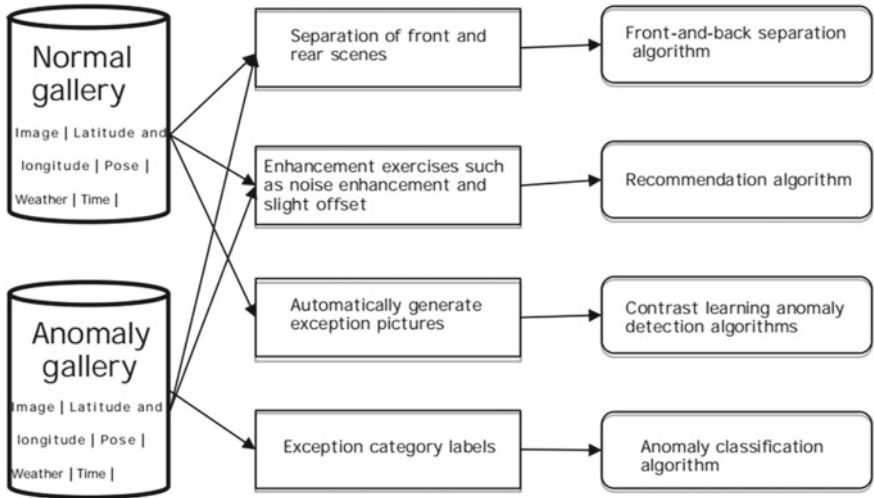 Normal
gallery
Image | Latitude and
longitude | Pose |
Weather | Time |
Anomaly
gallery
Image | Latitude and
longitude | Pose |
Weather | Time |
Separation of front and
rear scenes
Enhancement exercises such
as noise enhancement and
slight offset
Automatically generate
exception pictures
Exception category labels
Front-and-back separation
algorithm
Recommendation algorithm
Contrast learning anomaly
detection algorithms
Anomaly classification
algorithm